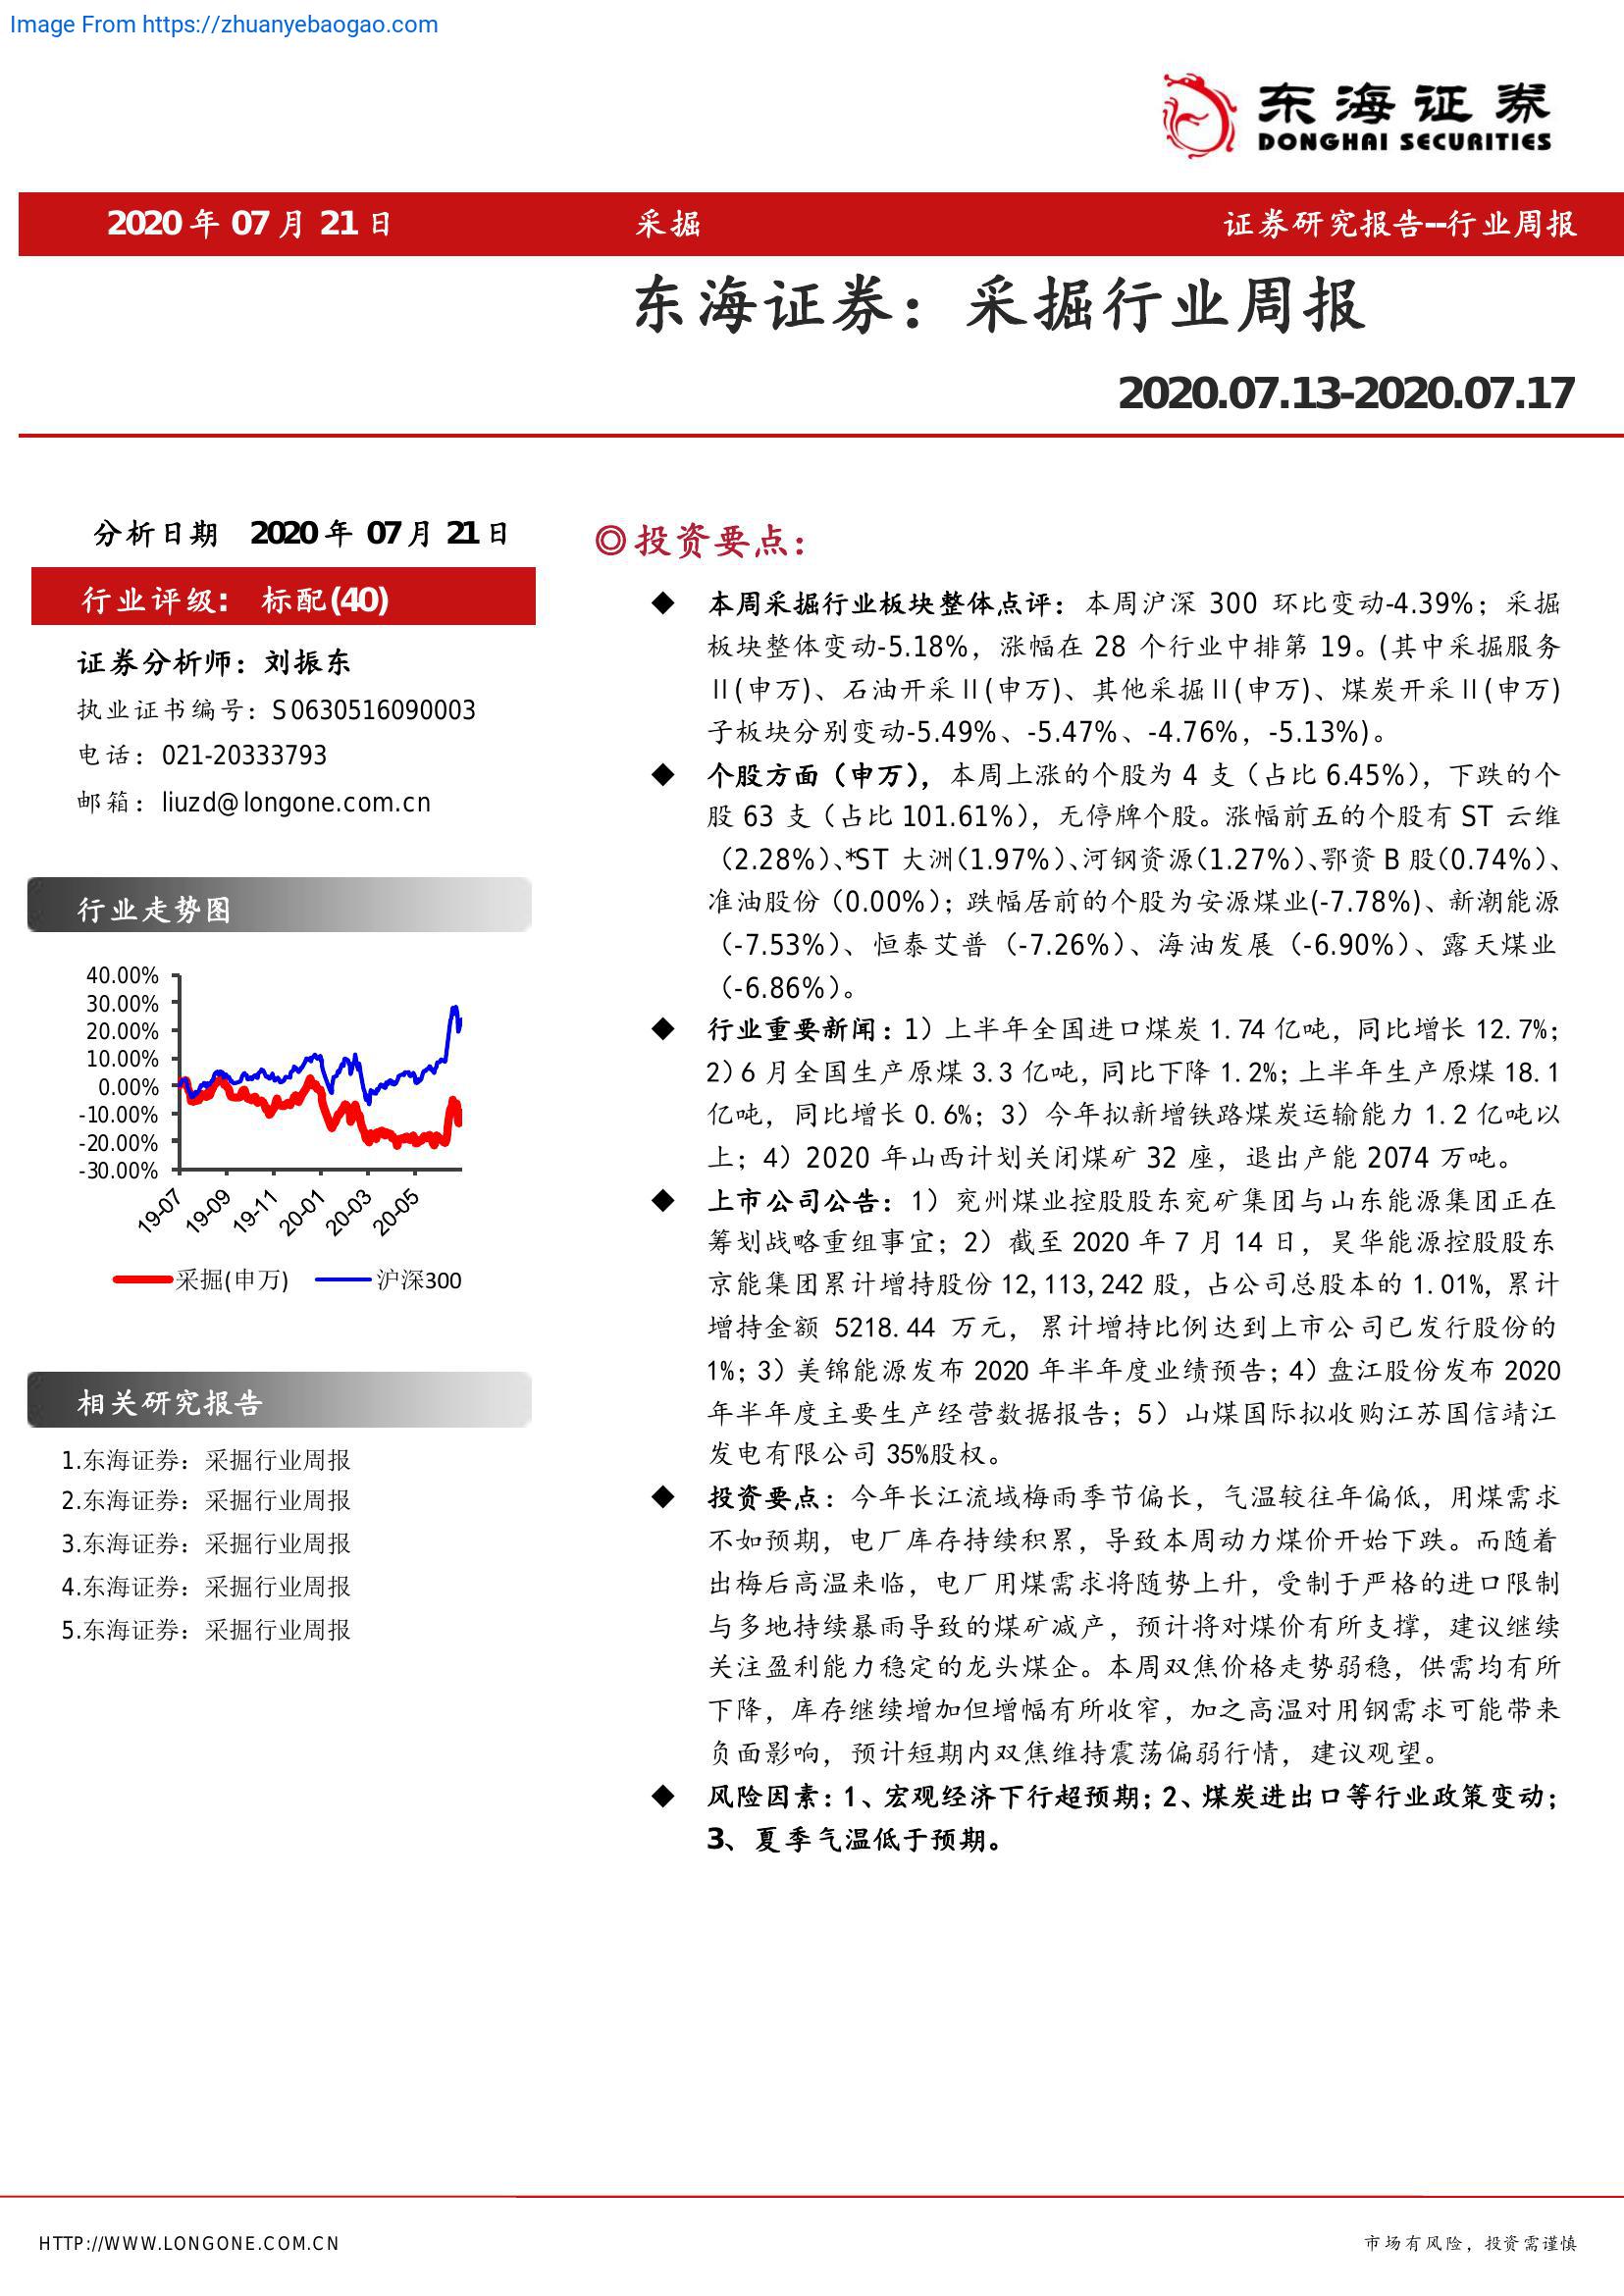 Image From https://zhuanyebaogao.com
东海证券
DONGHAI SECURITIES
2020 年 07 月 21 日 采掘 证券研究报告--行业周报
东海证券：采掘行业周报
2020.07.13-2020.07.17
分析日期 2020 年 07 月 21 日
行业评级： 标配(40)
证券分析师：刘振东
执业证书编号：S0630516090003
电话：021-20333793
邮箱：liuzd@longone.com.cn
行业走势图
40.00%
30.00%
20.00%
10.00%
0.00%
-10.00%
-20.00%
-30.00%
19-07 19-09 19-11 20-01 20-03 20-05
采掘(申万) 沪深300
相关研究报告
1.东海证券：采掘行业周报
2.东海证券：采掘行业周报
3.东海证券：采掘行业周报
4.东海证券：采掘行业周报
5.东海证券：采掘行业周报
◎投资要点：
◆ 本周采掘行业板块整体点评：本周沪深 300 环比变动-4.39%；采掘
板块整体变动-5.18%，涨幅在 28 个行业中排第 19。(其中采掘服务
Ⅱ(申万)、石油开采Ⅱ(申万)、其他采掘Ⅱ(申万)、煤炭开采Ⅱ(申万)
子板块分别变动-5.49%、-5.47%、-4.76%，-5.13%)。
◆ 个股方面（申万），本周上涨的个股为 4 支（占比 6.45%），下跌的个
股 63 支（占比 101.61%），无停牌个股。涨幅前五的个股有 ST 云维
（2.28%）、*ST 大洲（1.97%）、河钢资源（1.27%）、鄂资 B 股（0.74%）、
准油股份（0.00%）；跌幅居前的个股为安源煤业(-7.78%)、新潮能源
（-7.53%）、恒泰艾普（-7.26%）、海油发展（-6.90%）、露天煤业
（-6.86%）。
◆ 行业重要新闻：1）上半年全国进口煤炭 1.74 亿吨，同比增长 12.7%；
2）6 月全国生产原煤 3.3 亿吨，同比下降 1.2%；上半年生产原煤 18.1
亿吨，同比增长 0.6%；3）今年拟新增铁路煤炭运输能力 1.2 亿吨以
上；4）2020 年山西计划关闭煤矿 32 座，退出产能 2074 万吨。
◆ 上市公司公告：1）兖州煤业控股股东兖矿集团与山东能源集团正在
筹划战略重组事宜；2）截至 2020 年 7 月 14 日，昊华能源控股股东
京能集团累计增持股份 12,113,242 股，占公司总股本的 1.01%，累计
增持金额 5218.44 万元，累计增持比例达到上市公司已发行股份的
1%；3）美锦能源发布 2020 年半年度业绩预告；4）盘江股份发布 2020
年半年度主要生产经营数据报告；5）山煤国际拟收购江苏国信靖江
发电有限公司 35%股权。
◆ 投资要点：今年长江流域梅雨季节偏长，气温较往年偏低，用煤需求
不如预期，电厂库存持续积累，导致本周动力煤价开始下跌。而随着
出梅后高温来临，电厂用煤需求将随势上升，受制于严格的进口限制
与多地持续暴雨导致的煤矿减产，预计将对煤价有所支撑，建议继续
关注盈利能力稳定的龙头煤企。本周双焦价格走势弱稳，供需均有所
下降，库存继续增加但增幅有所收窄，加之高温对用钢需求可能带来
负面影响，预计短期内双焦维持震荡偏弱行情，建议观望。
◆ 风险因素：1、宏观经济下行超预期；2、煤炭进出口等行业政策变动；
3、夏季气温低于预期。
HTTP://WWW.LONGONE.COM.CN 市场有风险，投资需谨慎